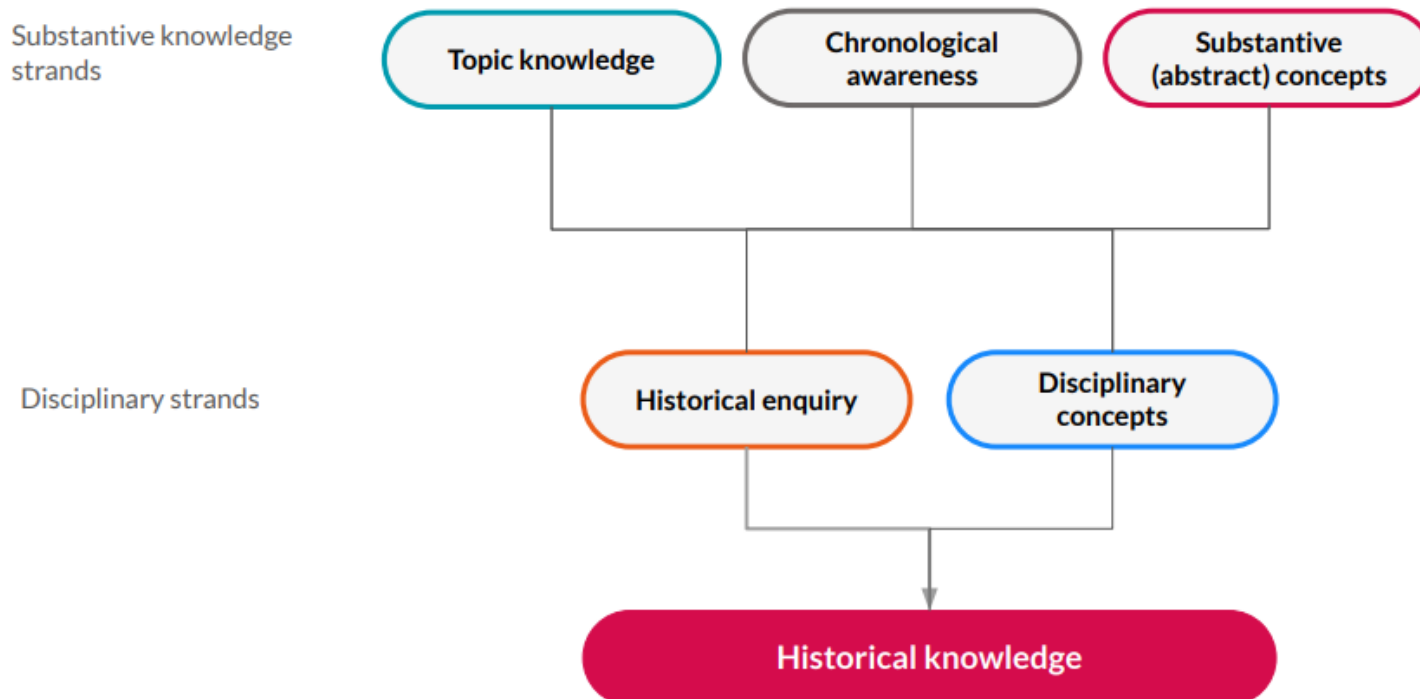 Substantive knowledge
strands
Topic knowledge
Chronological
awareness
Substantive
(abstract) concepts
Disciplinary strands
Historical enquiry
Disciplinary
concepts
Historical knowledge